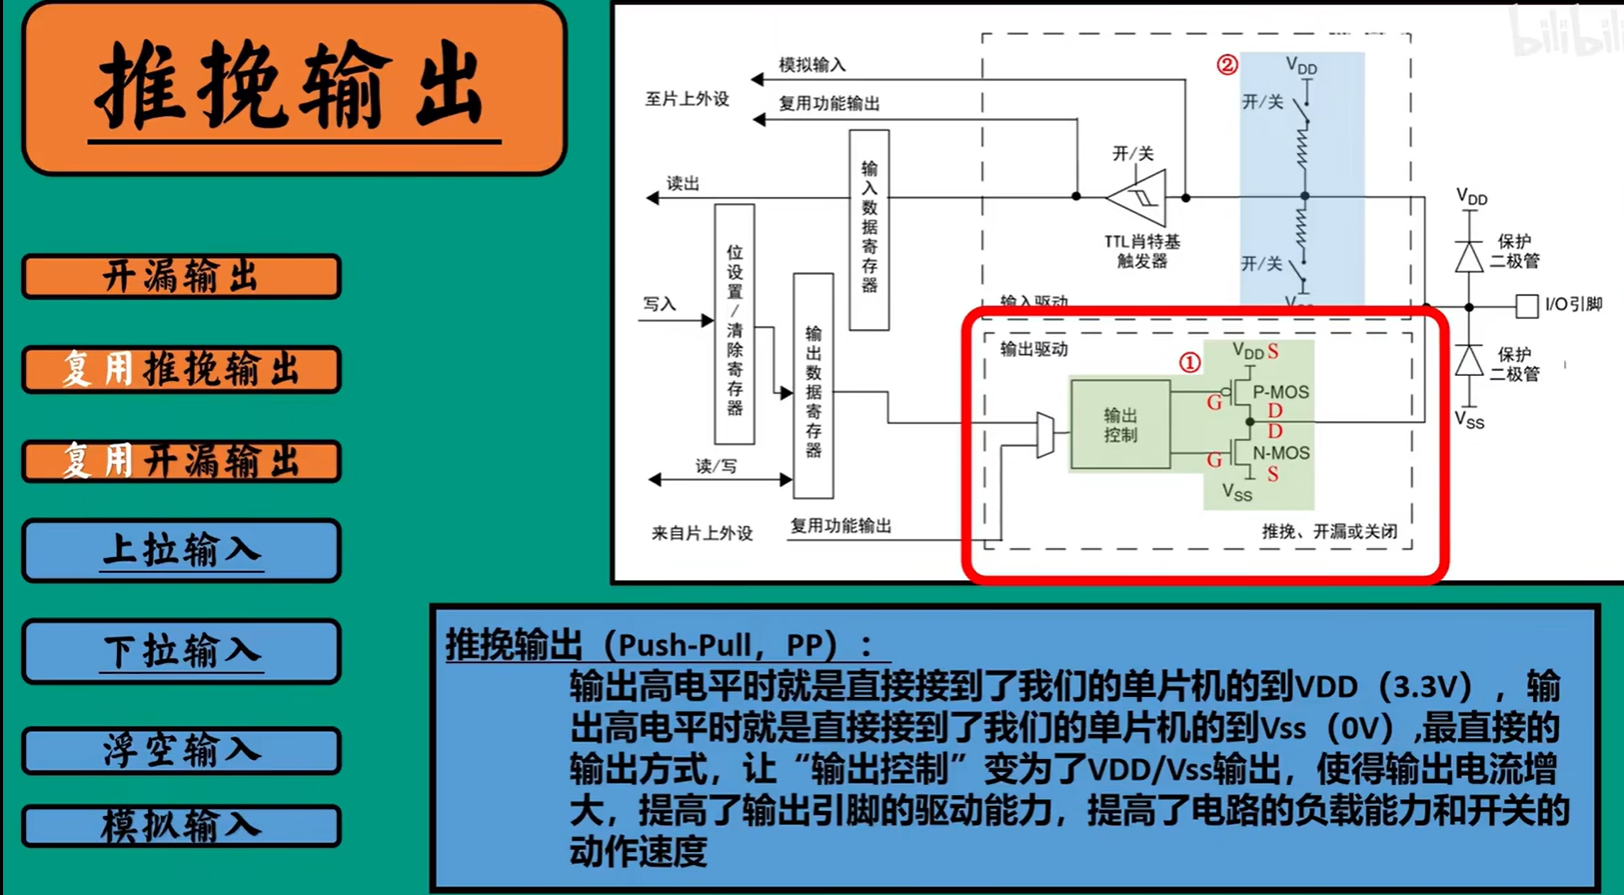 推挽输出
开漏输出
复用推挽输出
复用开漏输出
上拉输入
下拉输入
浮空输入
模拟输入
bilibili
模拟输入
至片上外设
复用功能输出
读出
写入
位设置/清除寄存器
输入数据寄存器
输出数据寄存器
读/写
来自片上外设
复用功能输出
开/关
TTL肖特基
触发器
②
VDD
开/关
开/关
输入驱动
VDD
保护
二极管
I/O引脚
保护
二极管
VSS
输出驱动
①
VDD S
G
P-MOS
D
D
输出
控制
G
N-MOS
S
VSS
推挽、开漏或关闭
推挽输出（Push-Pull，PP）：
输出高电平时就是直接接到了我们的单片机的到VDD（3.3V），输
出高电平时就是直接接到了我们的单片机的到Vss（0V）,最直接的
输出方式，让“输出控制”变为了VDD/Vss输出，使得输出电流增
大，提高了输出引脚的驱动能力，提高了电路的负载能力和开关的
动作速度